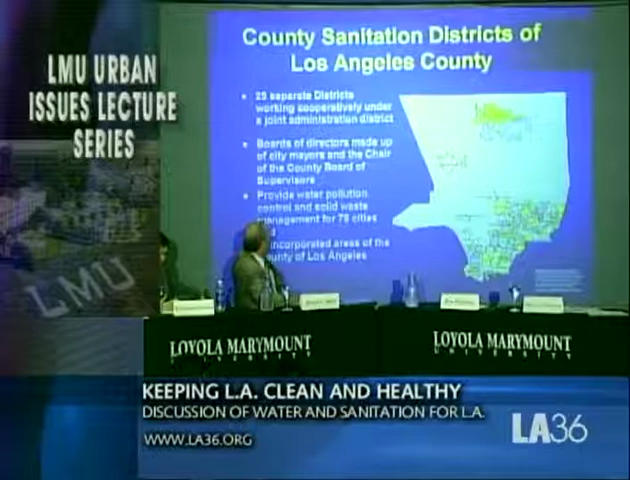 LMU URBAN
ISSUES LECTURE
SERIES
County Sanitation Districts of
Los Angeles County
• 25 separate Districts
working cooperatively under
a joint administration district
• Boards of directors made up
of city mayors and the Chair
of the County Board of
Supervisors
• Provide water pollution
control and solid waste
management for 78 cities
unincorporated areas of the
County of Los Angeles
LMU
LOYOLA MARYMOUNT
UNIVERSITY
LOYOLA MARYMOUNT
UNIVERSITY
KEEPING L.A. CLEAN AND HEALTHY
DISCUSSION OF WATER AND SANITATION FOR L.A.
WWW.LA36.ORG
LA36